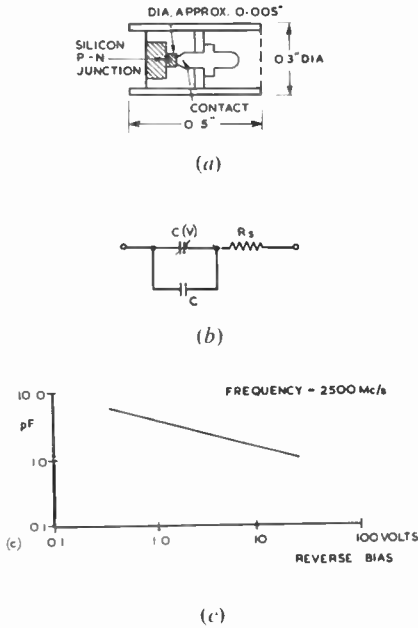 DIA. APPROX. 0·005"
SILICON
P-N
JUNCTION
0·3" DIA
CONTACT
0·5"
(a)
C(V)
Rs
C
(b)
10 0
pF
FREQUENCY = 2500 Mc/s
1 0
0 1
(c)
0 1
1 0
10
100 VOLTS
REVERSE BIAS
(c)